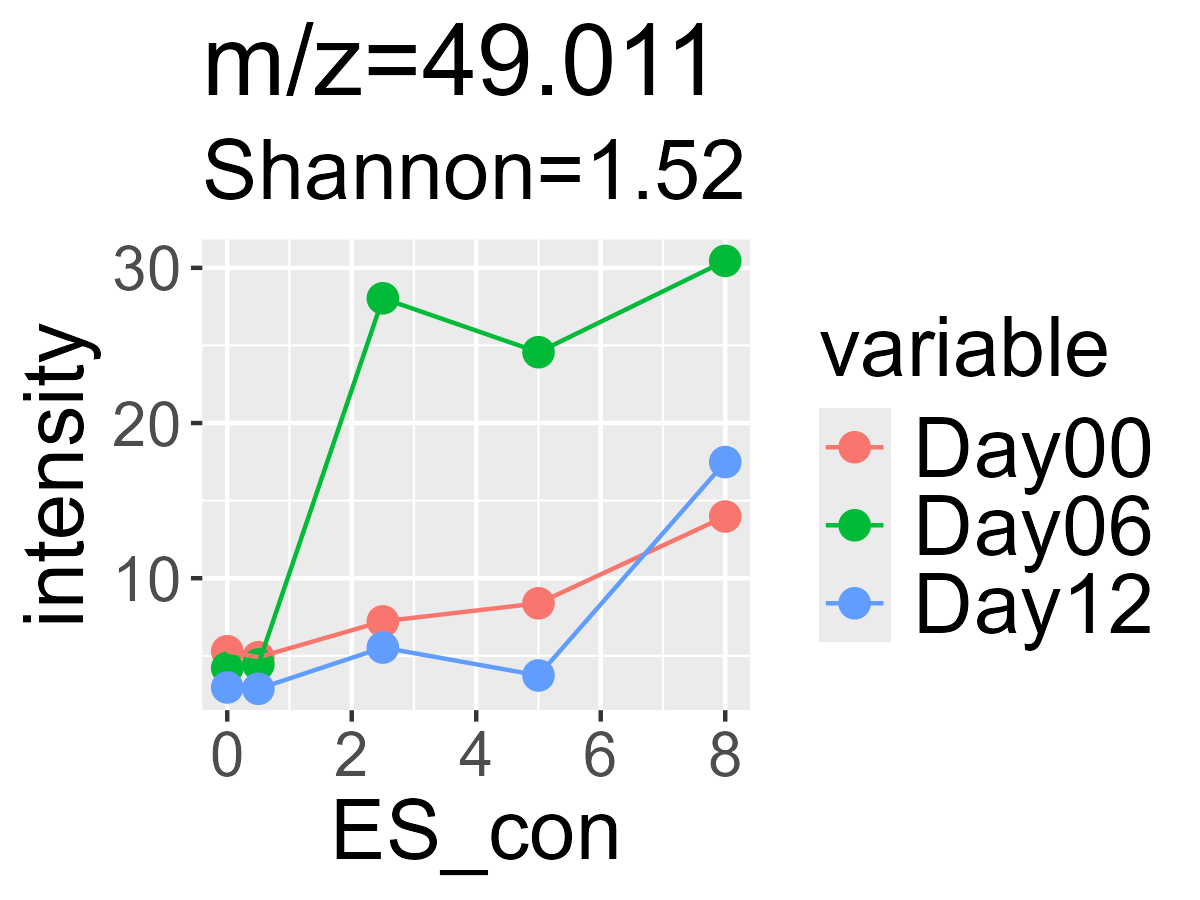 m/z=49.011
Shannon=1.52
30
20
10
intensity
0 2 4 6 8
ES_con
variable
Day00
Day06
Day12